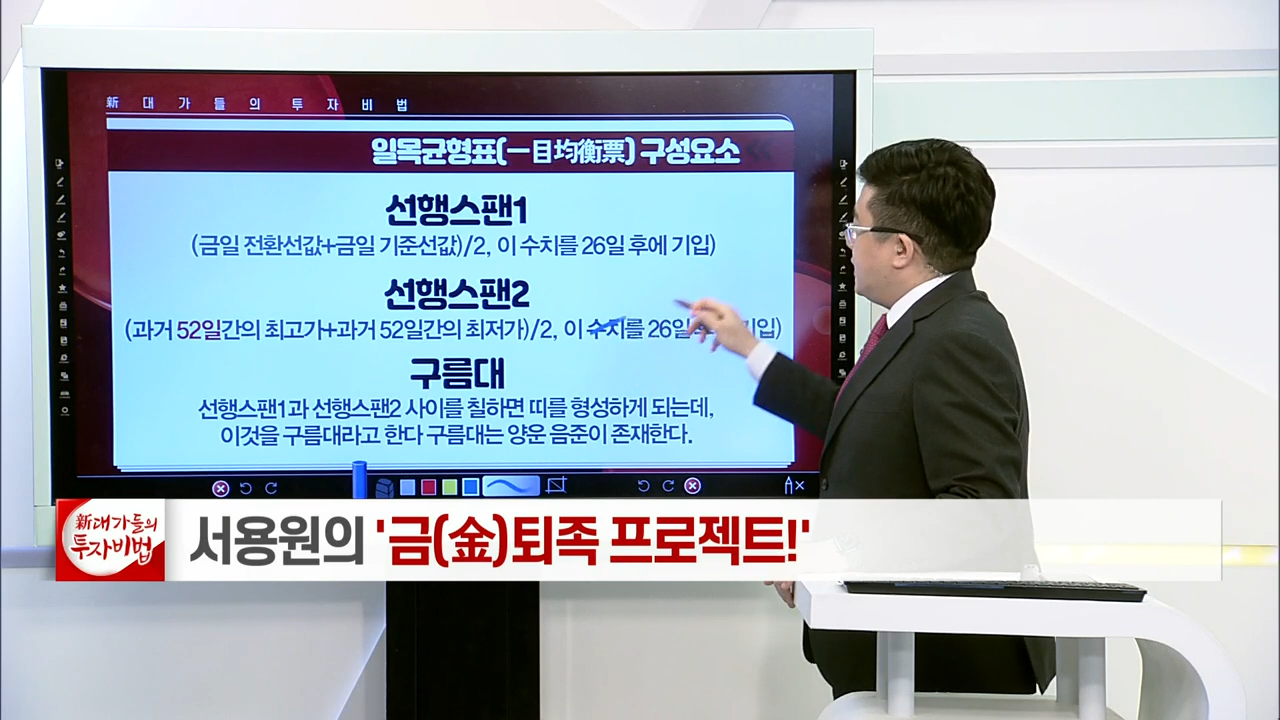 新 대 가 들 의 투 자 비 법
일목균형표(一目均衡票) 구성요소
선행스팬1
(금일 전환선값+금일 기준선값)/2, 이 수치를 26일 후에 기입)
선행스팬2
(과거 52일간의 최고가+과거 52일간의 최저가)/2, 이 수치를 26일 기입)
구름대
선행스팬1과 선행스팬2 사이를 칠하면 띠를 형성하게 되는데,
이것을 구름대라고 한다 구름대는 양운 음준이 존재한다.
新대가들의
투자비법
서용원의 '금(金)퇴족 프로젝트!'